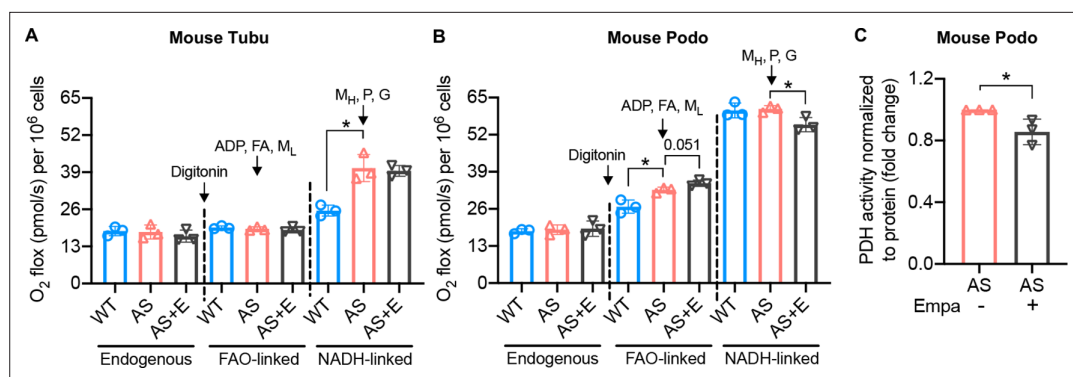 A
Mouse Tubu
O2 flox (pmol/s) per 10^6 cells
65
52
39
26
13
0
Digitonin
ADP, FA, ML
MH, P, G
*
WT
AS
AS+E
WT
AS
AS+E
WT
AS
AS+E
Endogenous
FAO-linked
NADH-linked
B
Mouse Podo
O2 flox (pmol/s) per 10^6 cells
65
52
39
26
13
0
Digitonin
ADP, FA, ML
MH, P, G
*
0.051
*
WT
AS
AS+E
WT
AS
AS+E
WT
AS
AS+E
Endogenous
FAO-linked
NADH-linked
C
Mouse Podo
PDH activity normalized
to protein (fold change)
1.2
0.8
0.4
0.0
*
AS
AS
Empa - +